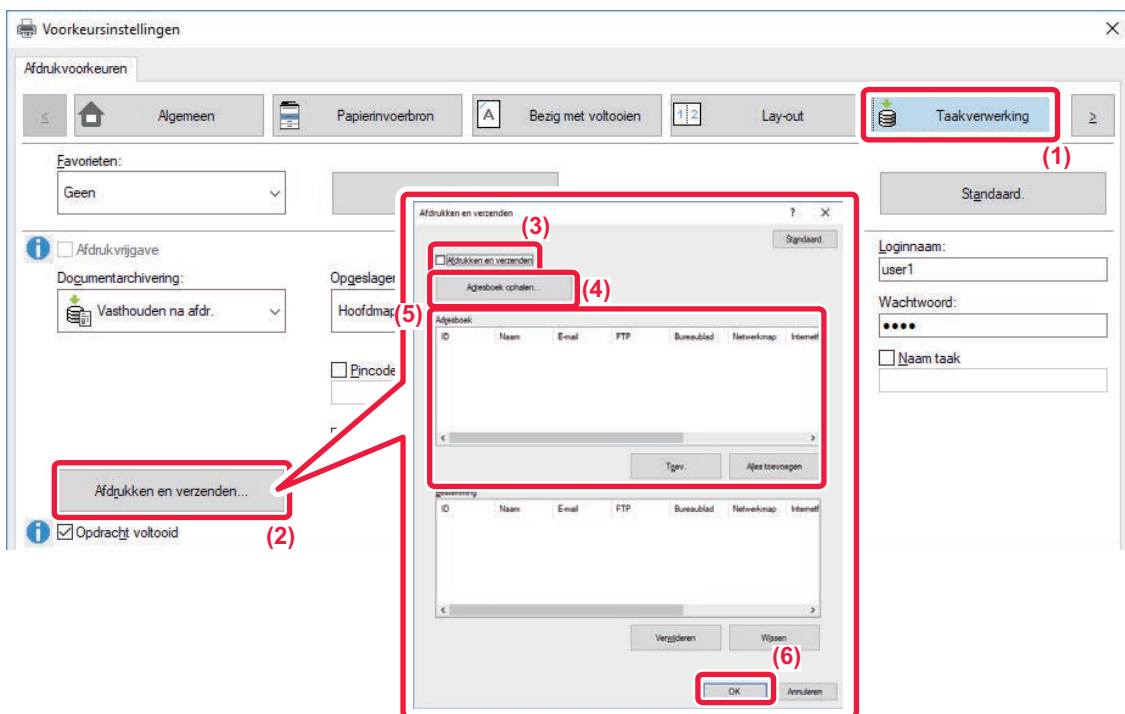 Voorkeursinstellingen
Afdrukvoorkeuren
< Algemeen Papierinvoerbron Bezig met voltooien Lay-out Taakverwerking >
(1)
Favorieten:
Geen
Standaard.
Afdrukvrijgave
Documentarchivering:
Vasthouden na afdr.
Opgeslagen
Hoofdmap
Pincode
Loginnaam:
user1
Wachtwoord:
••••
Naam taak
Afdrukken en verzenden...
(2)
Opdracht voltooid
Afdrukken en verzenden
? X
Standaard
(3)
Afdrukken en verzenden
Adresboek ophalen...
(4)
(5)
Adresboek
ID Naam E-mail FTP Bureaublad Netwerkmap Internetf
Toev. Alles toevoegen
Bestemming
ID Naam E-mail FTP Bureaublad Netwerkmap Internetf
Verwijderen Wissen
(6)
OK Annuleren